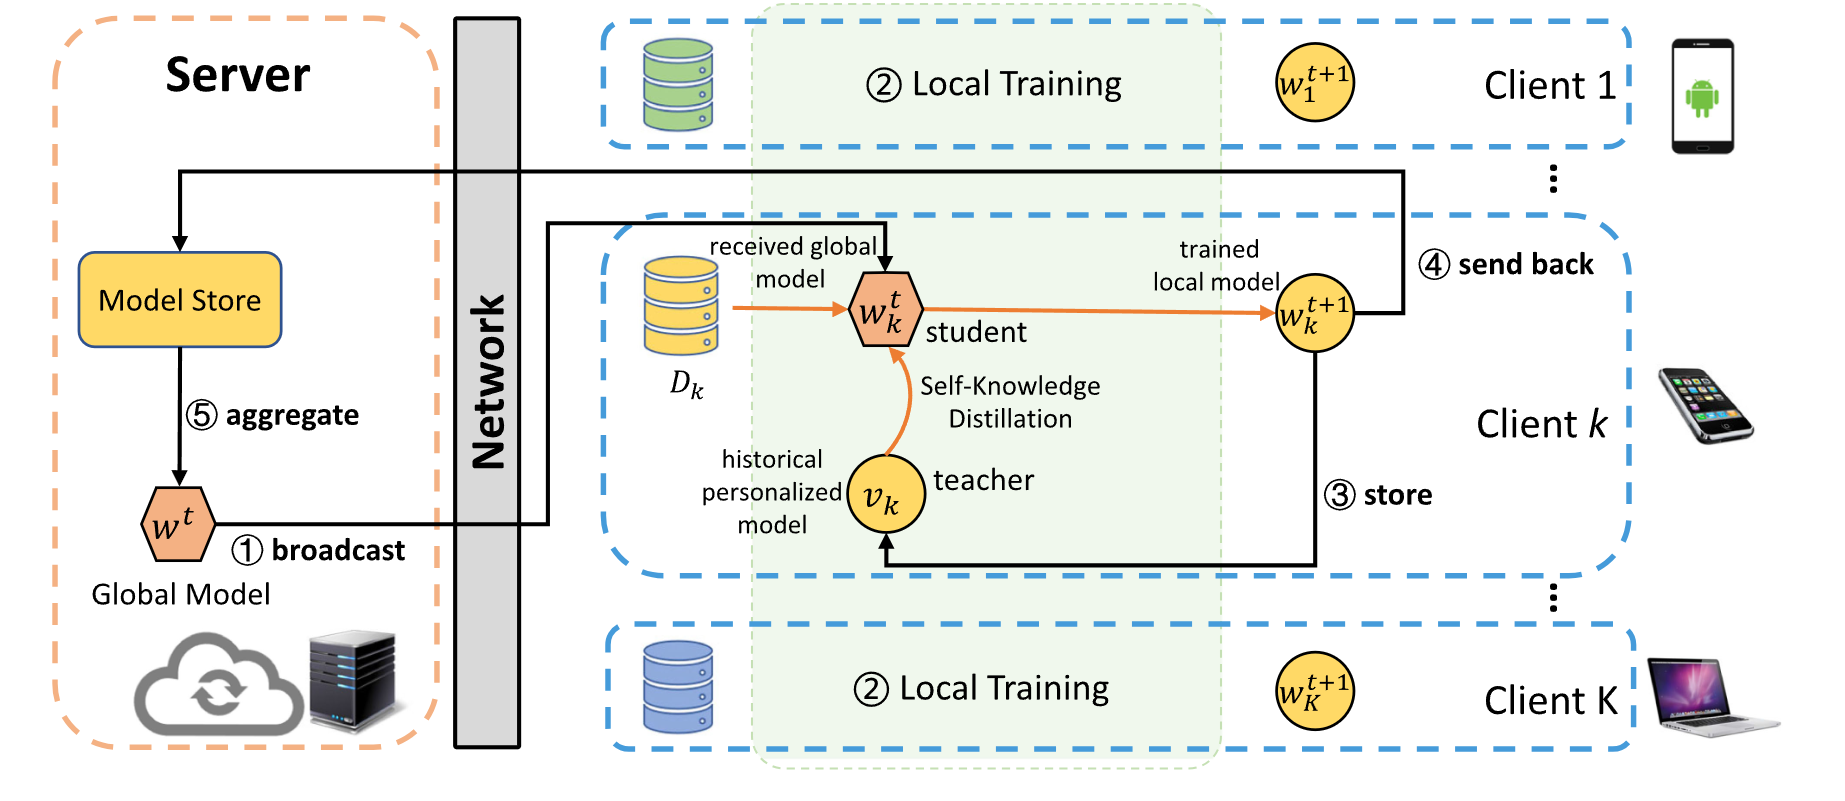 Server
Model Store
⑤ aggregate
w^t
① broadcast
Global Model
Network
② Local Training
w_1^{t+1}
Client 1
⋮
received global
model
D_k
w_k^t
student
Self-Knowledge
Distillation
historical
personalized
model
v_k
teacher
trained
local model
w_k^{t+1}
④ send back
③ store
Client k
⋮
② Local Training
w_K^{t+1}
Client K